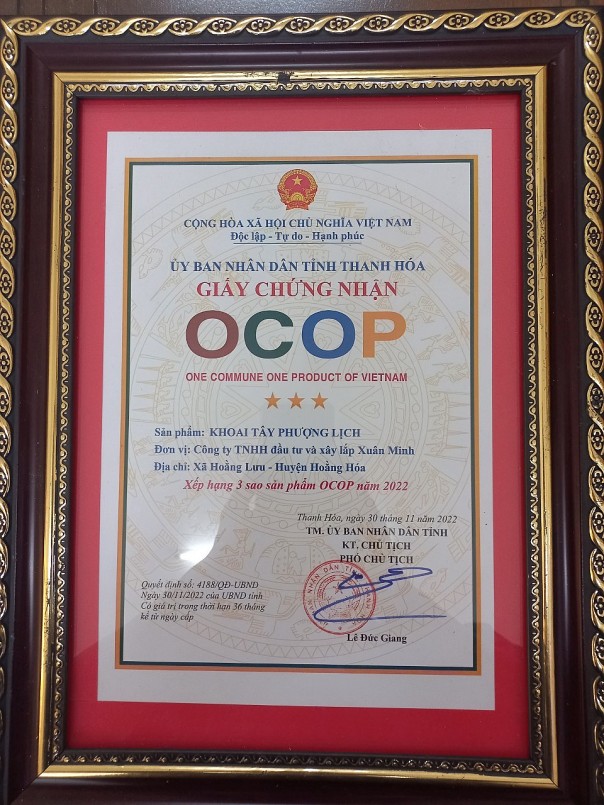 CỘNG HÒA XÃ HỘI CHỦ NGHĨA VIỆT NAM
Độc lập - Tự do - Hạnh phúc
ỦY BAN NHÂN DÂN TỈNH THANH HÓA
GIẤY CHỨNG NHẬN
OCOP
ONE COMMUNE ONE PRODUCT OF VIETNAM
Sản phẩm: KHOAI TÂY PHƯỢNG LỊCH
Đơn vị: Công ty TNHH đầu tư và xây lắp Xuân Minh
Địa chỉ: Xã Hoằng Lưu - Huyện Hoằng Hóa
Xếp hạng 3 sao sản phẩm OCOP năm 2022
Thanh Hóa, ngày 30 tháng 11 năm 2022
TM. ỦY BAN NHÂN DÂN TỈNH
KT. CHỦ TỊCH
PHÓ CHỦ TỊCH
Quyết định số: 4188/QĐ-UBND
Ngày 30/11/2022 của UBND tỉnh
Có giá trị trong thời hạn 36 tháng
kể từ ngày cấp
Lê Đức Giang